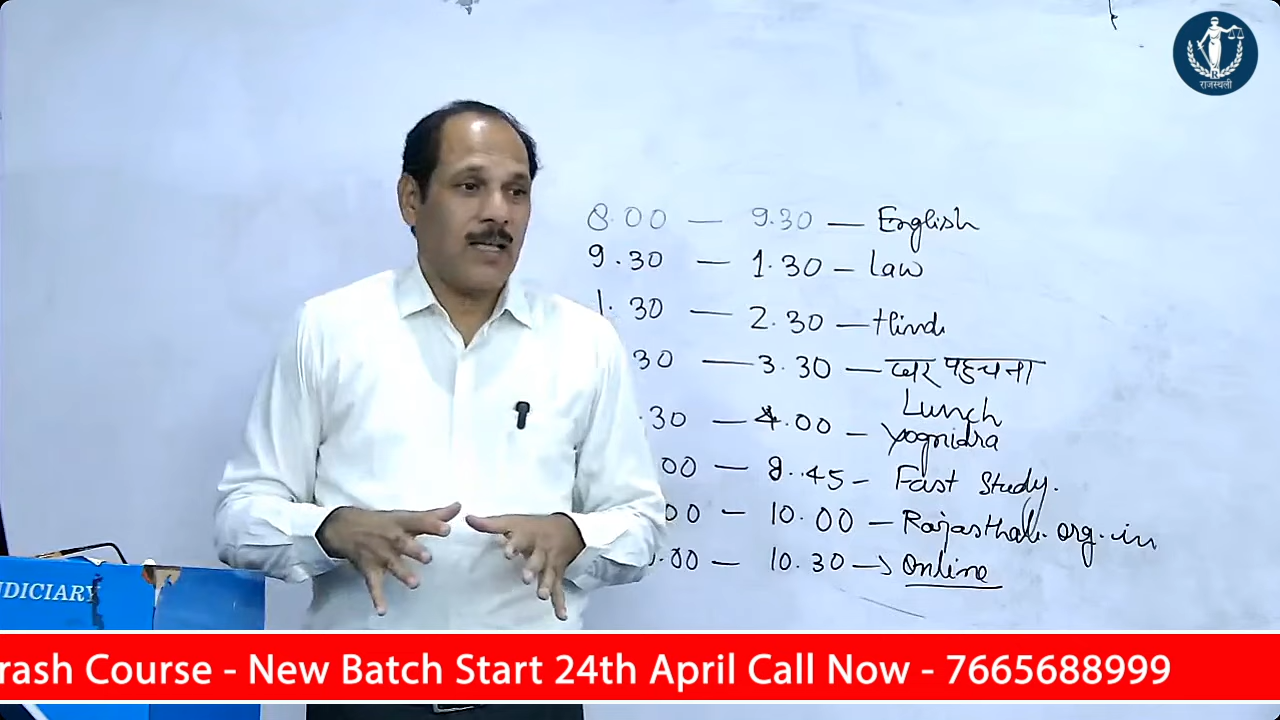 राजस्थली
8.00 — 9.30 — English
9.30 — 1.30 — Law
1.30 — 2.30 — Hindi
30 — 3.30 — घर पहुचना
Lunch
.30 — 4.00 — Yognidra
00 — 8.45 — Fast Study.
00 — 10.00 — Rajasthali.org.in
.00 — 10.30 → Online
DICIARY
rash Course - New Batch Start 24th April Call Now - 7665688999